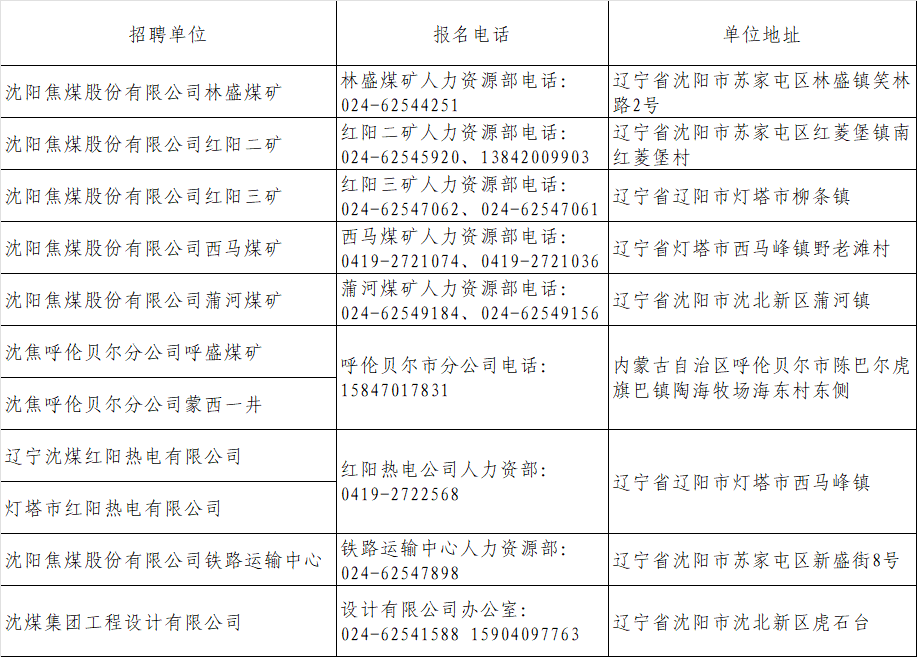 招聘单位
报名电话
单位地址
沈阳焦煤股份有限公司林盛煤矿
林盛煤矿人力资源部电话：
024-62544251
辽宁省沈阳市苏家屯区林盛镇笑林
路2号
沈阳焦煤股份有限公司红阳二矿
红阳二矿人力资源部电话：
024-62545920、13842009903
辽宁省沈阳市苏家屯区红菱堡镇南
红菱堡村
沈阳焦煤股份有限公司红阳三矿
红阳三矿人力资源部电话：
024-62547062、024-62547061
辽宁省辽阳市灯塔市柳条镇
沈阳焦煤股份有限公司西马煤矿
西马煤矿人力资源部电话：
0419-2721074、0419-2721036
辽宁省灯塔市西马峰镇野老滩村
沈阳焦煤股份有限公司蒲河煤矿
蒲河煤矿人力资源部电话：
024-62549184、024-62549156
辽宁省沈阳市沈北新区蒲河镇
沈焦呼伦贝尔分公司呼盛煤矿
沈焦呼伦贝尔分公司蒙西一井
呼伦贝尔市分公司电话：
15847017831
内蒙古自治区呼伦贝尔市陈巴尔虎
旗巴镇陶海牧场海东村东侧
辽宁沈煤红阳热电有限公司
灯塔市红阳热电有限公司
红阳热电公司人力资部：
0419-2722568
辽宁省辽阳市灯塔市西马峰镇
沈阳焦煤股份有限公司铁路运输中心
铁路运输中心人力资源部：
024-62547898
辽宁省沈阳市苏家屯区新盛街8号
沈煤集团工程设计有限公司
设计有限公司办公室：
024-62541588 15904097763
辽宁省沈阳市沈北新区虎石台